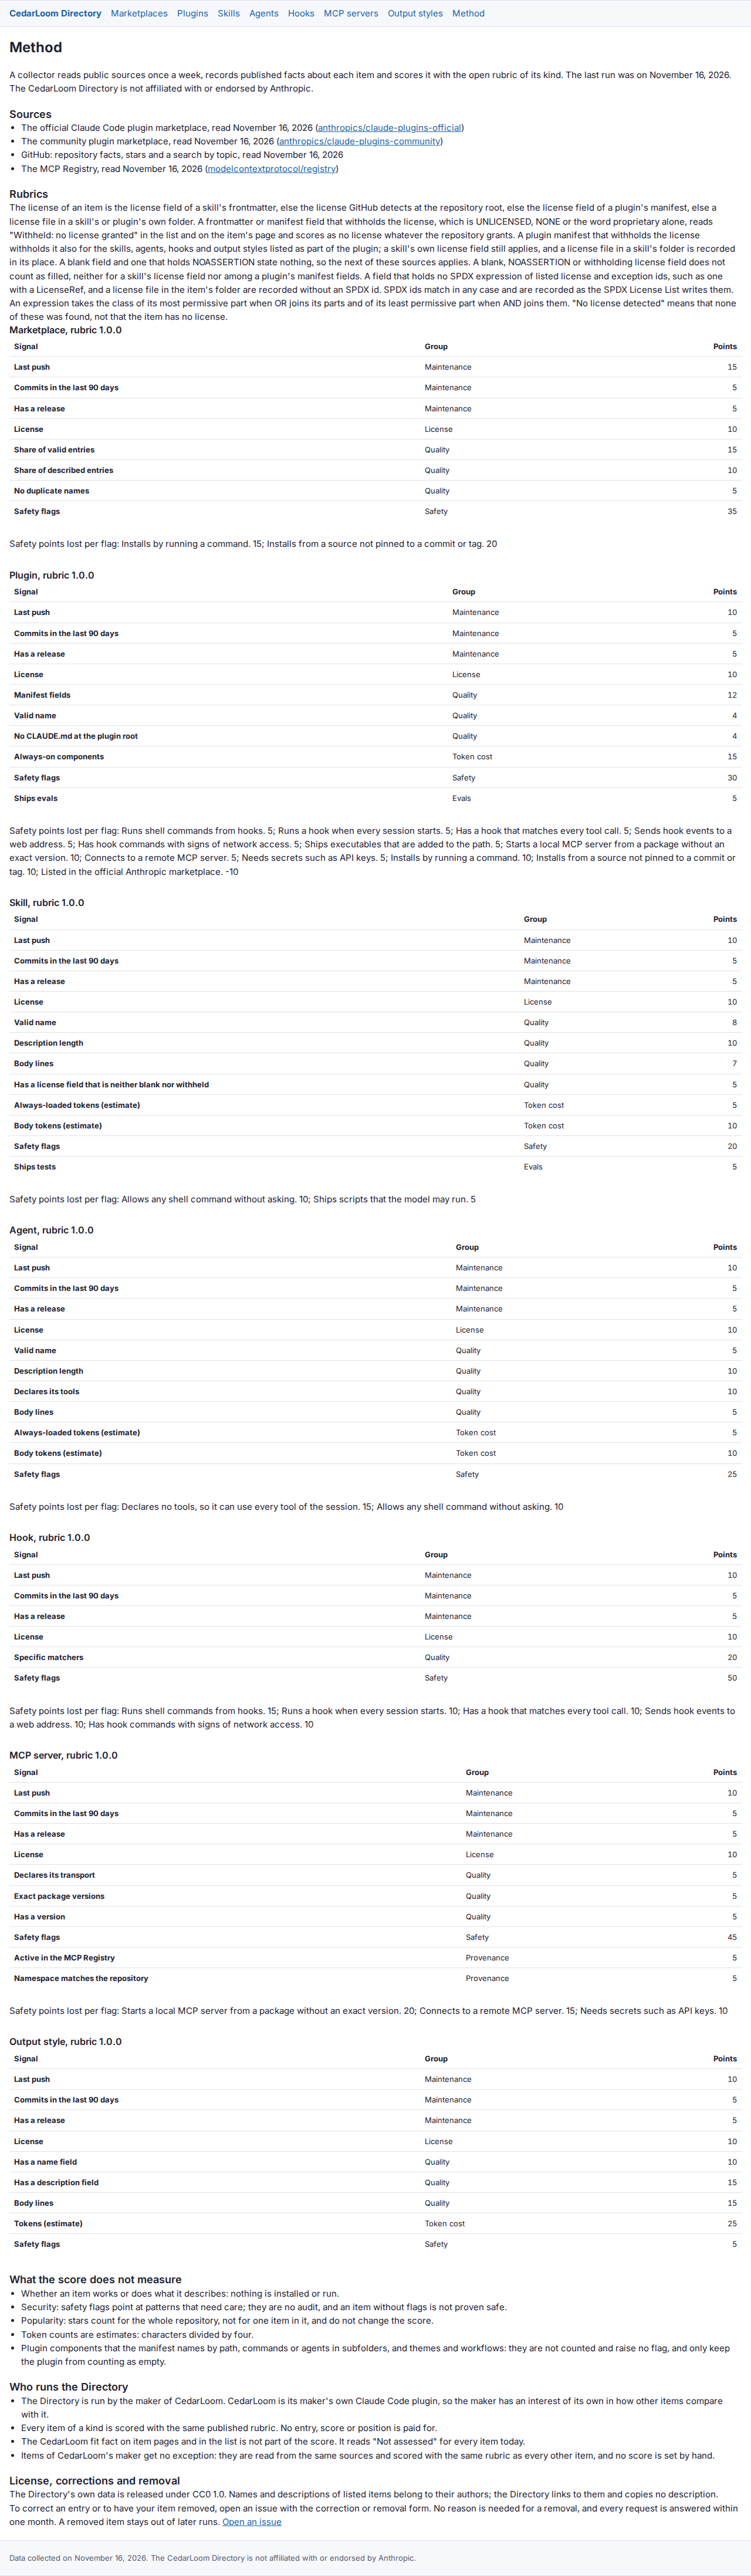 CedarLoom Directory Marketplaces Plugins Skills Agents Hooks MCP servers Output styles Method
Method
A collector reads public sources once a week, records published facts about each item and scores it with the open rubric of its kind. The last run was on November 16, 2026.
The CedarLoom Directory is not affiliated with or endorsed by Anthropic.
Sources
• The official Claude Code plugin marketplace, read November 16, 2026 (anthropics/claude-plugins-official)
• The community plugin marketplace, read November 16, 2026 (anthropics/claude-plugins-community)
• GitHub: repository facts, stars and a search by topic, read November 16, 2026
• The MCP Registry, read November 16, 2026 (modelcontextprotocol/registry)
Rubrics
The license of an item is the license field of a skill's frontmatter, else the license GitHub detects at the repository root, else the license field of a plugin's manifest, else a
license file in a skill's or plugin's own folder. A frontmatter or manifest field that withholds the license, which is UNLICENSED, NONE or the word proprietary alone, reads
"Withheld: no license granted" in the list and on the item's page and scores as no license whatever the repository grants. A plugin manifest that withholds the license
withholds it also for the skills, agents, hooks and output styles listed as part of the plugin; a skill's own license field still applies, and a license file in a skill's folder is recorded
in its place. A blank field and one that holds NOASSERTION state nothing, so the next of these sources applies. A blank, NOASSERTION or withholding license field does not
count as filled, neither for a skill's license field nor among a plugin's manifest fields. A field that holds no SPDX expression of listed license and exception ids, such as one
with a LicenseRef, and a license file in the item's folder are recorded without an SPDX id. SPDX ids match in any case and are recorded as the SPDX License List writes them.
An expression takes the class of its most permissive part when OR joins its parts and of its least permissive part when AND joins them. "No license detected" means that none
of these was found, not that the item has no license.
Marketplace, rubric 1.0.0
Signal Group Points
Last push Maintenance 15
Commits in the last 90 days Maintenance 5
Has a release Maintenance 5
License License 10
Share of valid entries Quality 15
Share of described entries Quality 10
No duplicate names Quality 5
Safety flags Safety 35
Safety points lost per flag: Installs by running a command. 15; Installs from a source not pinned to a commit or tag. 20
Plugin, rubric 1.0.0
Signal Group Points
Last push Maintenance 10
Commits in the last 90 days Maintenance 5
Has a release Maintenance 5
License License 10
Manifest fields Quality 12
Valid name Quality 4
No CLAUDE.md at the plugin root Quality 4
Always-on components Token cost 15
Safety flags Safety 30
Ships evals Evals 5
Safety points lost per flag: Runs shell commands from hooks. 5; Runs a hook when every session starts. 5; Has a hook that matches every tool call. 5; Sends hook events to a
web address. 5; Has hook commands with signs of network access. 5; Ships executables that are added to the path. 5; Starts a local MCP server from a package without an
exact version. 10; Connects to a remote MCP server. 5; Needs secrets such as API keys. 5; Installs by running a command. 10; Installs from a source not pinned to a commit or
tag. 10; Listed in the official Anthropic marketplace. -10
Skill, rubric 1.0.0
Signal Group Points
Last push Maintenance 10
Commits in the last 90 days Maintenance 5
Has a release Maintenance 5
License License 10
Valid name Quality 8
Description length Quality 10
Body lines Quality 7
Has a license field that is neither blank nor withheld Quality 5
Always-loaded tokens (estimate) Token cost 5
Body tokens (estimate) Token cost 10
Safety flags Safety 20
Ships tests Evals 5
Safety points lost per flag: Allows any shell command without asking. 10; Ships scripts that the model may run. 5
Agent, rubric 1.0.0
Signal Group Points
Last push Maintenance 10
Commits in the last 90 days Maintenance 5
Has a release Maintenance 5
License License 10
Valid name Quality 5
Description length Quality 10
Declares its tools Quality 10
Body lines Quality 5
Always-loaded tokens (estimate) Token cost 5
Body tokens (estimate) Token cost 10
Safety flags Safety 25
Safety points lost per flag: Declares no tools, so it can use every tool of the session. 15; Allows any shell command without asking. 10
Hook, rubric 1.0.0
Signal Group Points
Last push Maintenance 10
Commits in the last 90 days Maintenance 5
Has a release Maintenance 5
License License 10
Specific matchers Quality 20
Safety flags Safety 50
Safety points lost per flag: Runs shell commands from hooks. 15; Runs a hook when every session starts. 10; Has a hook that matches every tool call. 10; Sends hook events to
a web address. 10; Has hook commands with signs of network access. 10
MCP server, rubric 1.0.0
Signal Group Points
Last push Maintenance 10
Commits in the last 90 days Maintenance 5
Has a release Maintenance 5
License License 10
Declares its transport Quality 5
Exact package versions Quality 5
Has a version Quality 5
Safety flags Safety 45
Active in the MCP Registry Provenance 5
Namespace matches the repository Provenance 5
Safety points lost per flag: Starts a local MCP server from a package without an exact version. 20; Connects to a remote MCP server. 15; Needs secrets such as API keys. 10
Output style, rubric 1.0.0
Signal Group Points
Last push Maintenance 10
Commits in the last 90 days Maintenance 5
Has a release Maintenance 5
License License 10
Has a name field Quality 10
Has a description field Quality 15
Body lines Quality 15
Tokens (estimate) Token cost 25
Safety flags Safety 5
What the score does not measure
• Whether an item works or does what it describes: nothing is installed or run.
• Security: safety flags point at patterns that need care; they are no audit, and an item without flags is not proven safe.
• Popularity: stars count for the whole repository, not for one item in it, and do not change the score.
• Token counts are estimates: characters divided by four.
• Plugin components that the manifest names by path, commands or agents in subfolders, and themes and workflows: they are not counted and raise no flag, and only keep
the plugin from counting as empty.
Who runs the Directory
• The Directory is run by the maker of CedarLoom. CedarLoom is its maker's own Claude Code plugin, so the maker has an interest of its own in how other items compare
with it.
• Every item of a kind is scored with the same published rubric. No entry, score or position is paid for.
• The CedarLoom fit fact on item pages and in the list is not part of the score. It reads "Not assessed" for every item today.
• Items of CedarLoom's maker get no exception: they are read from the same sources and scored with the same rubric as every other item, and no score is set by hand.
License, corrections and removal
The Directory's own data is released under CC0 1.0. Names and descriptions of listed items belong to their authors; the Directory links to them and copies no description.
To correct an entry or to have your item removed, open an issue with the correction or removal form. No reason is needed for a removal, and every request is answered within
one month. A removed item stays out of later runs. Open an issue
Data collected on November 16, 2026. The CedarLoom Directory is not affiliated with or endorsed by Anthropic.